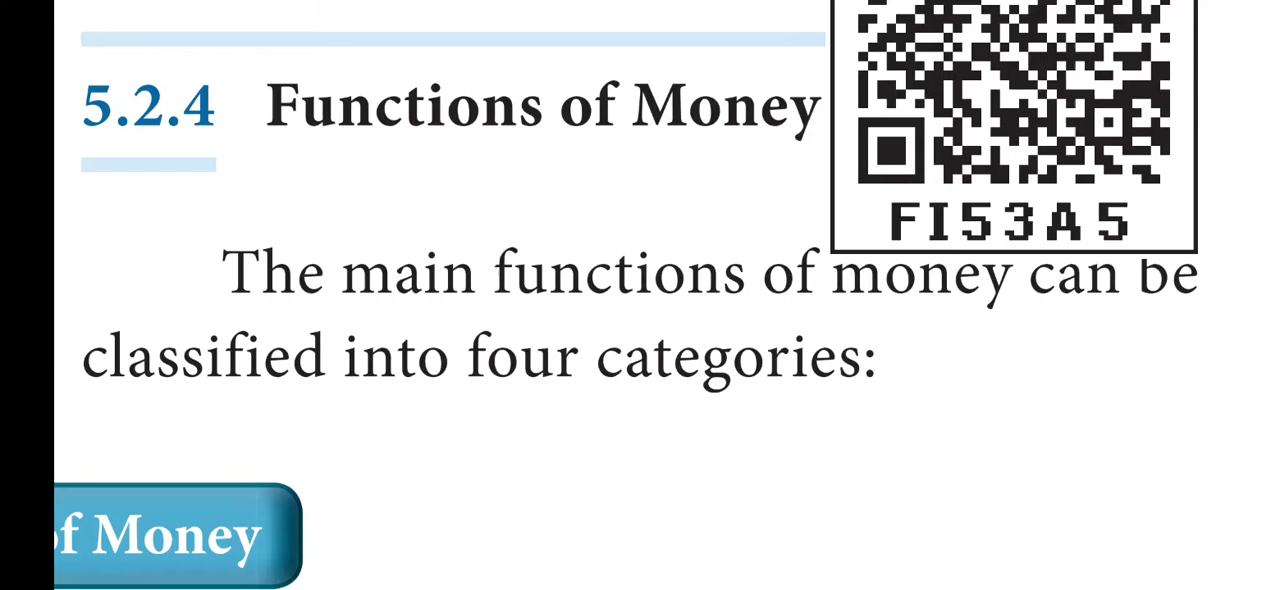 5.2.4 Functions of Money
FI53A5
The main functions of money can be
classified into four categories:
of Money